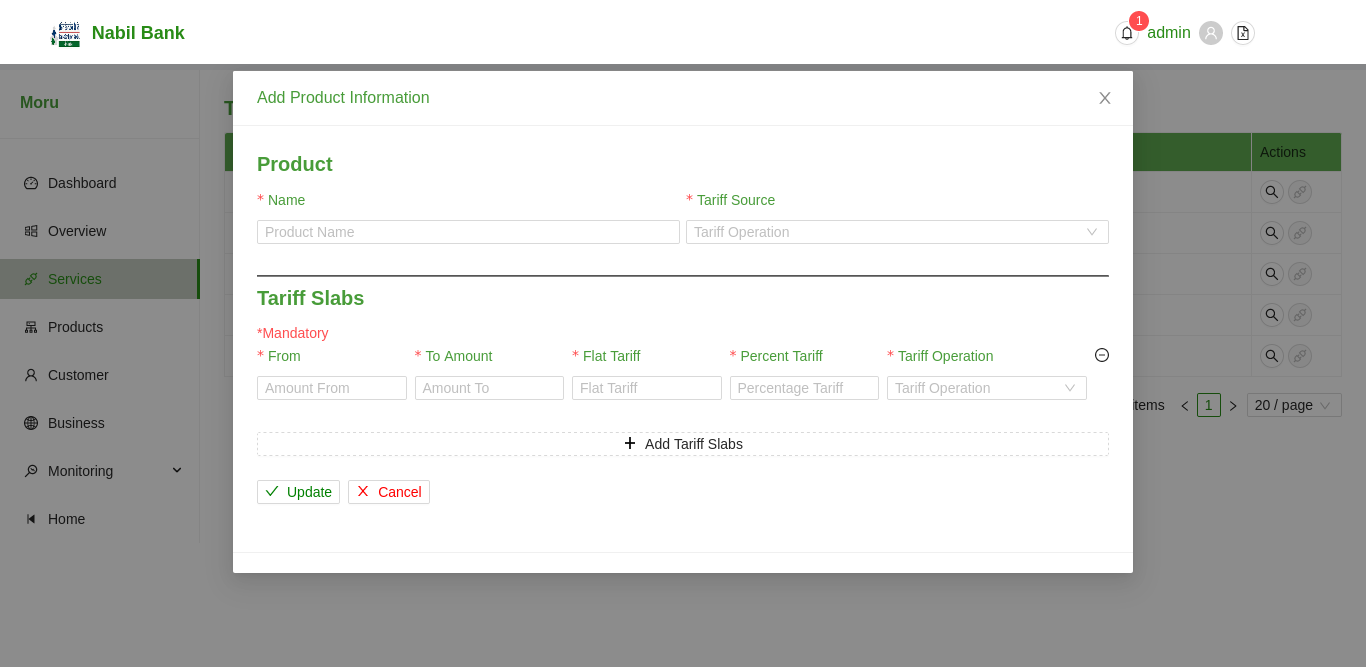 Nabil Bank
1
admin
Moru
Add Product Information
T
Dashboard
Overview
Services
Products
Customer
Business
Monitoring
Home
Actions
Product
* Name
* Tariff Source
Product Name
Tariff Operation
Tariff Slabs
*Mandatory
* From
* To Amount
* Flat Tariff
* Percent Tariff
* Tariff Operation
Amount From
Amount To
Flat Tariff
Percentage Tariff
Tariff Operation
Add Tariff Slabs
Update
Cancel
items
1
20 / page